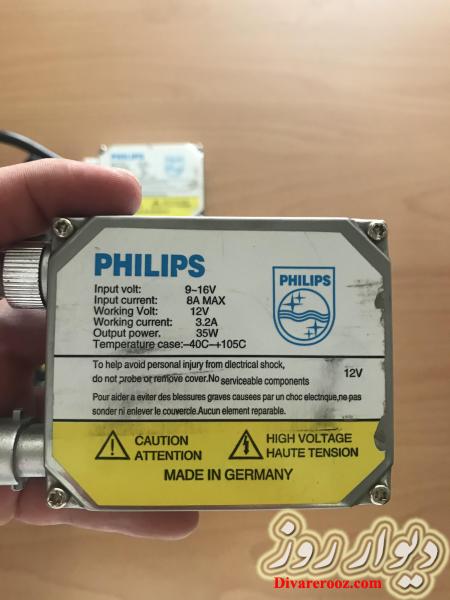 PHILIPS
PHILIPS
PHILIPS
Input volt: 9~16V
Input current: 8A MAX
Working Volt: 12V
Working current: 3.2A
Output power. 35W
Temperature case:-40C-+105C
To help avoid personal injury from dlectrical shock,
do not probe or remove cover.No serviceable components
12V
Pour aider a eviter des blessures graves causees par un choc electrique,ne pas
sonder ni enlever le couvercle.Aucun element reparable.
CAUTION
ATTENTION
HIGH VOLTAGE
HAUTE TENSION
MADE IN GERMANY
دیوار روز
Divarerooz.com